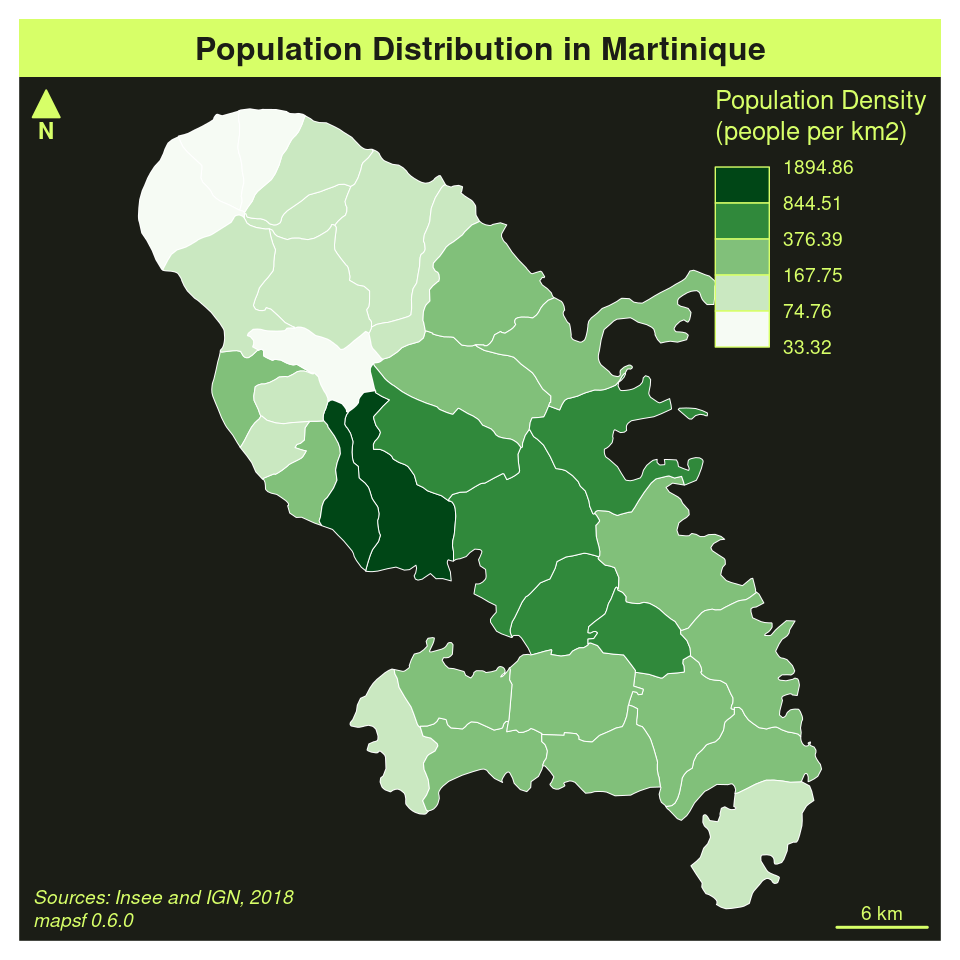 Population Distribution in Martinique
N
Population Density
(people per km2)
1894.86
844.51
376.39
167.75
74.76
33.32
Sources: Insee and IGN, 2018
mapsf 0.6.0
6 km